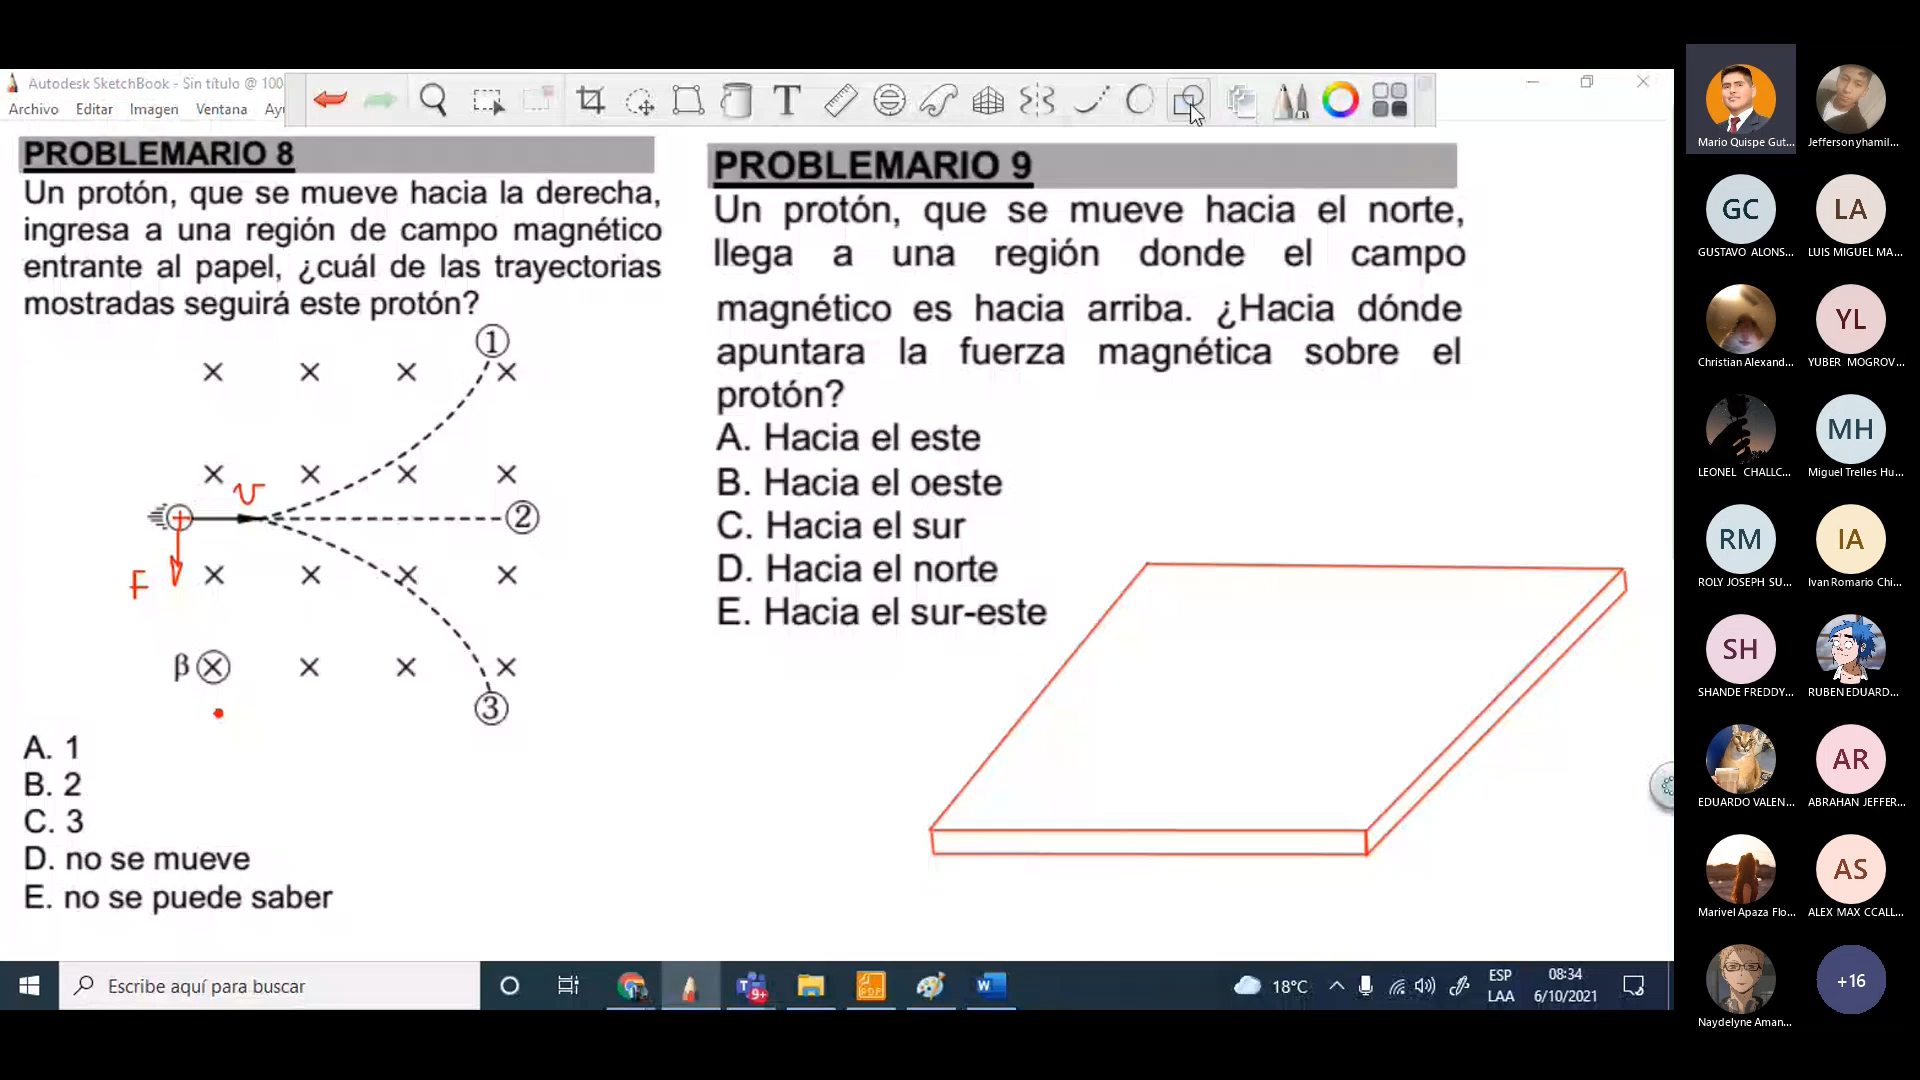 Autodesk SketchBook - Sin título @ 100
Archivo Editar Imagen Ventana Ayu
T
PROBLEMARIO 8
Un protón, que se mueve hacia la derecha,
ingresa a una región de campo magnético
entrante al papel, ¿cuál de las trayectorias
mostradas seguirá este protón?
1
v
2
F
β
3
A. 1
B. 2
C. 3
D. no se mueve
E. no se puede saber
PROBLEMARIO 9
Un protón, que se mueve hacia el norte,
llega a una región donde el campo
magnético es hacia arriba. ¿Hacia dónde
apuntara la fuerza magnética sobre el
protón?
A. Hacia el este
B. Hacia el oeste
C. Hacia el sur
D. Hacia el norte
E. Hacia el sur-este
Escribe aquí para buscar
9+
PDF
W
18°C
ESP
LAA
08:34
6/10/2021
Mario Quispe Gut...
Jefferson yhamil...
GC
GUSTAVO ALONS...
LA
LUIS MIGUEL MA...
Christian Alexand...
YL
YUBER MOGROV...
LEONEL CHALLC...
MH
Miguel Trelles Hu...
RM
ROLY JOSEPH SU...
IA
Ivan Romario Chi...
SH
SHANDE FREDDY...
RUBEN EDUARD...
EDUARDO VALEN...
AR
ABRAHAN JEFFER...
Marivel Apaza Flo...
AS
ALEX MAX CCALL...
Naydelyne Aman...
+16